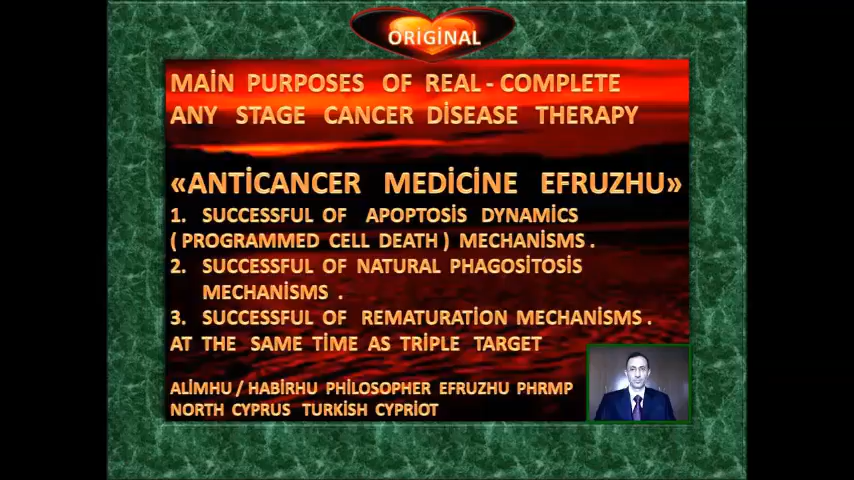 ORİGİNAL
MAİN PURPOSES OF REAL - COMPLETE
ANY STAGE CANCER DİSEASE THERAPY
«ANTİCANCER MEDİCİNE EFRUZHU»
1. SUCCESSFUL OF APOPTOSİS DYNAMİCS
( PROGRAMMED CELL DEATH ) MECHANİSMS .
2. SUCCESSFUL OF NATURAL PHAGOSİTOSİS
MECHANİSMS .
3. SUCCESSFUL OF REMATURATİON MECHANİSMS .
AT THE SAME TİME AS TRİPLE TARGET
ALİMHU / HABİRHU PHİLOSOPHER EFRUZHU PHRMP
NORTH CYPRUS TURKİSH CYPRİOT